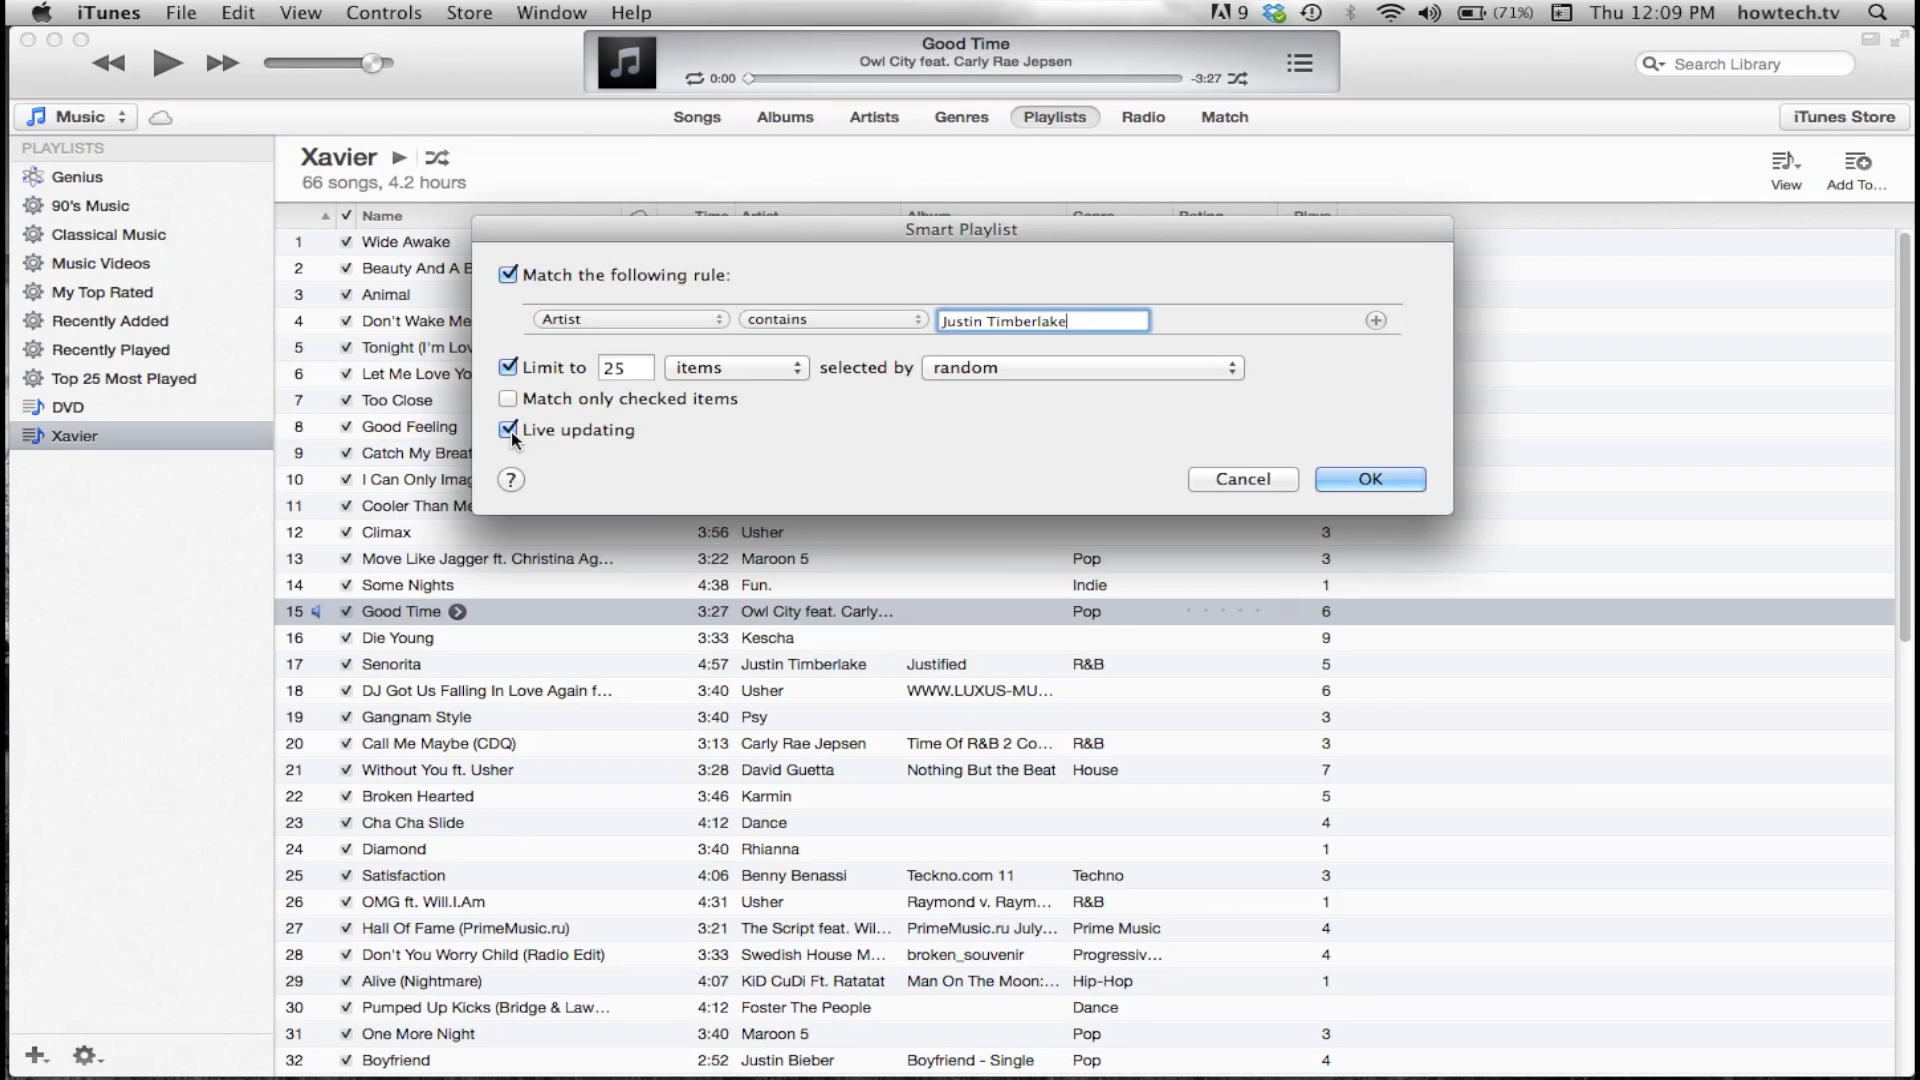 iTunes File Edit View Controls Store Window Help 9 (71%) Thu 12:09 PM howtech.tv
Good Time
Owl City feat. Carly Rae Jepsen
0:00 -3:27
Search Library
Music Songs Albums Artists Genres Playlists Radio Match iTunes Store
PLAYLISTS
Genius
90's Music
Classical Music
Music Videos
My Top Rated
Recently Added
Recently Played
Top 25 Most Played
DVD
Xavier
Xavier
66 songs, 4.2 hours
View Add To...
Name Time Artist Album Genre Rating Plays
Smart Playlist
Match the following rule:
Artist contains Justin Timberlake
Limit to 25 items selected by random
Match only checked items
Live updating
? Cancel OK
1 Wide Awake
2 Beauty And A B
3 Animal
4 Don't Wake Me
5 Tonight (I'm Lov
6 Let Me Love Yo
7 Too Close
8 Good Feeling
9 Catch My Breat
10 I Can Only Imag
11 Cooler Than Me
12 Climax 3:56 Usher 3
13 Move Like Jagger ft. Christina Ag... 3:22 Maroon 5 Pop 3
14 Some Nights 4:38 Fun. Indie 1
15 Good Time 3:27 Owl City feat. Carly... Pop 6
16 Die Young 3:33 Kescha 9
17 Senorita 4:57 Justin Timberlake Justified R&B 5
18 DJ Got Us Falling In Love Again f... 3:40 Usher WWW.LUXUS-MU... 6
19 Gangnam Style 3:40 Psy 3
20 Call Me Maybe (CDQ) 3:13 Carly Rae Jepsen Time Of R&B 2 Co... R&B 3
21 Without You ft. Usher 3:28 David Guetta Nothing But the Beat House 7
22 Broken Hearted 3:46 Karmin 5
23 Cha Cha Slide 4:12 Dance 4
24 Diamond 3:40 Rhianna 1
25 Satisfaction 4:06 Benny Benassi Teckno.com 11 Techno 3
26 OMG ft. Will.I.Am 4:31 Usher Raymond v. Raym... R&B 1
27 Hall Of Fame (PrimeMusic.ru) 3:21 The Script feat. Wil... PrimeMusic.ru July... Prime Music 4
28 Don't You Worry Child (Radio Edit) 3:33 Swedish House M... broken_souvenir Progressiv... 4
29 Alive (Nightmare) 4:07 KiD CuDi Ft. Ratatat Man On The Moon:... Hip-Hop 1
30 Pumped Up Kicks (Bridge & Law... 4:12 Foster The People Dance
31 One More Night 3:40 Maroon 5 Pop 3
32 Boyfriend 2:52 Justin Bieber Boyfriend - Single Pop 4